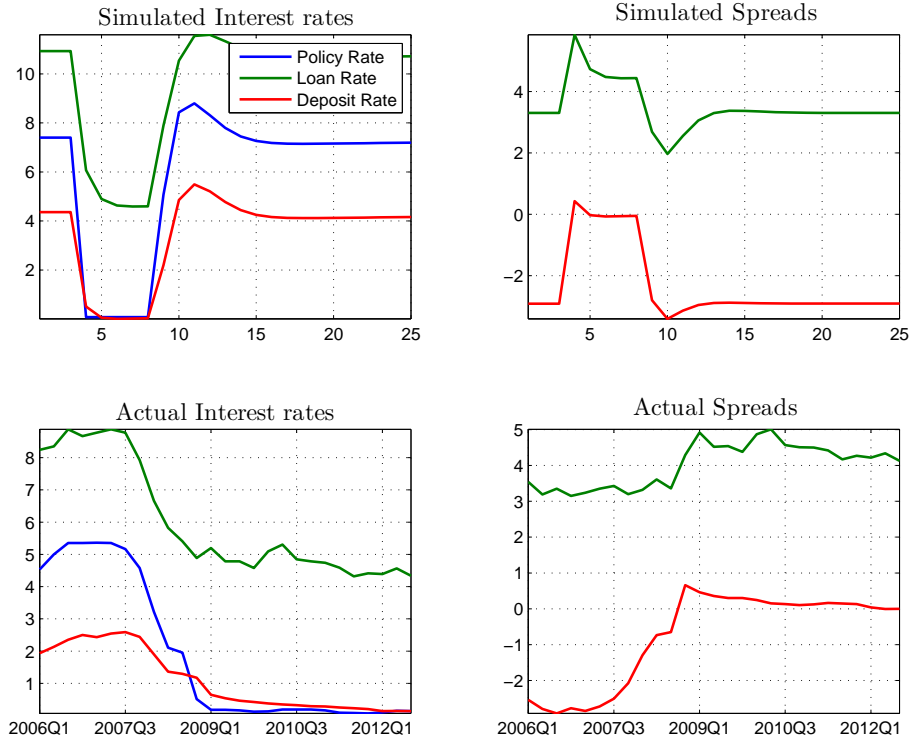 Simulated Interest rates
10
8
6
4
2
5
10
15
20
25
Policy Rate
Loan Rate
Deposit Rate
Simulated Spreads
4
2
0
−2
5
10
15
20
25
Actual Interest rates
8
7
6
5
4
3
2
1
2006Q1
2007Q3
2009Q1
2010Q3
2012Q1
Actual Spreads
5
4
3
2
1
0
−1
−2
2006Q1
2007Q3
2009Q1
2010Q3
2012Q1